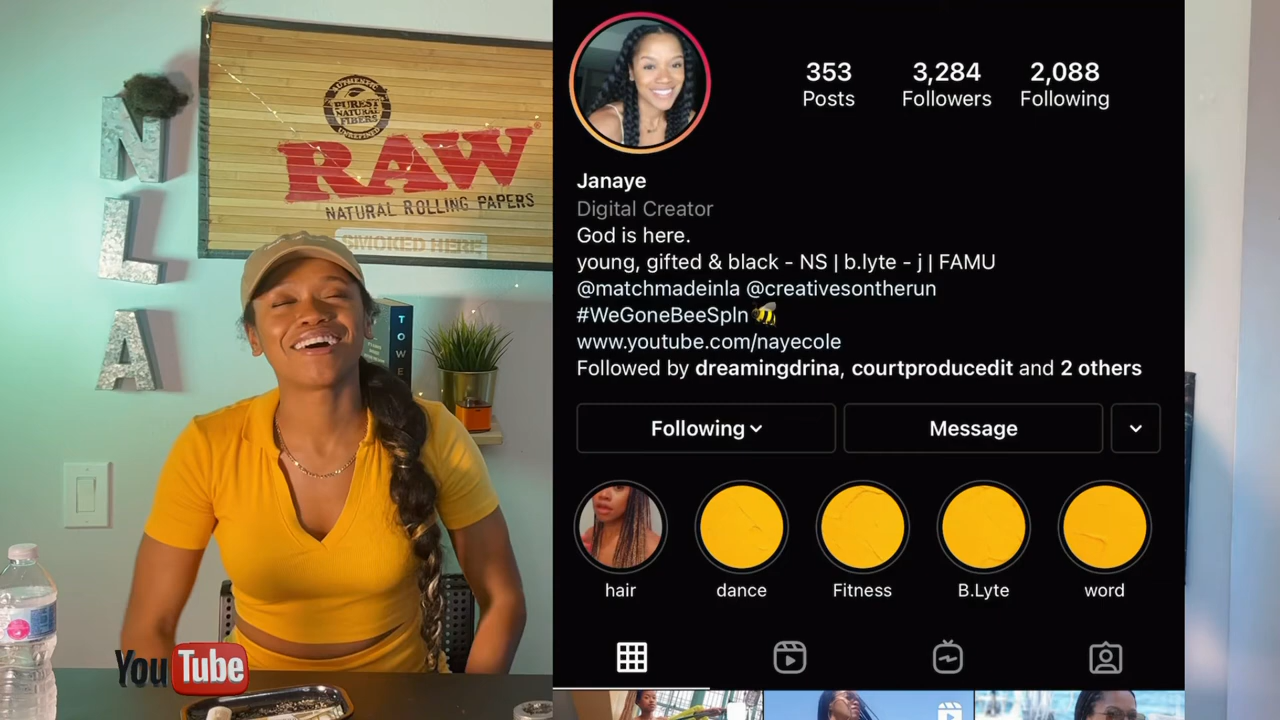 N
L
A
AUTHENTIC
PUREST
NATURAL
FIBERS
UNREFINED
RAW
NATURAL ROLLING PAPERS
SMOKED HERE
TOWE
YouTube
353
Posts
3,284
Followers
2,088
Following
Janaye
Digital Creator
God is here.
young, gifted & black - NS | b.lyte - j | FAMU
@matchmadeinla @creativesontherun
#WeGoneBeeSpln🐝
www.youtube.com/nayecole
Followed by dreamingdrina, courtproducedit and 2 others
Following
Message
hair
dance
Fitness
B.Lyte
word